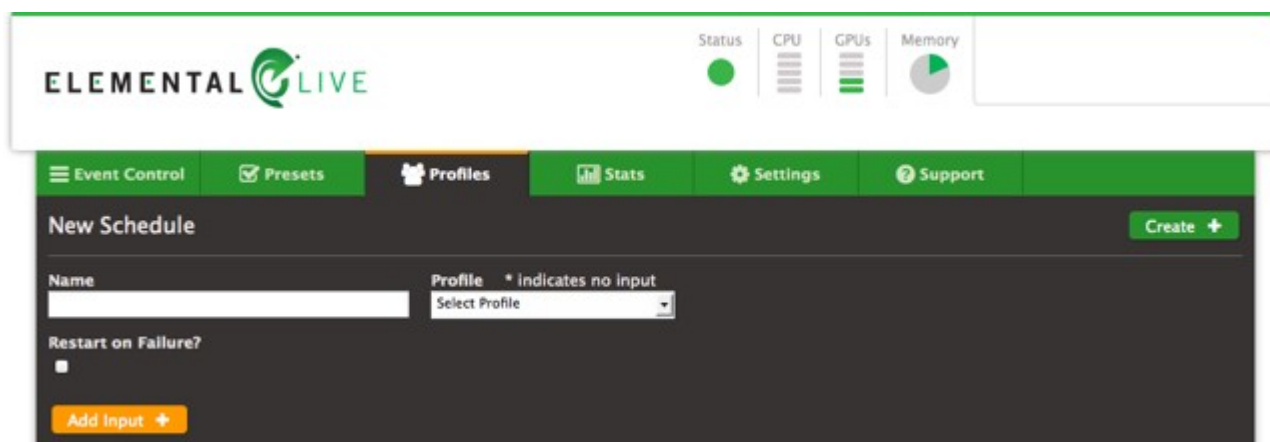 Status CPU GPUs Memory
ELEMENTAL LIVE
Event Control Presets Profiles Stats Settings Support
New Schedule Create
Name Profile * indicates no input
Select Profile
Restart on Failure?
Add Input